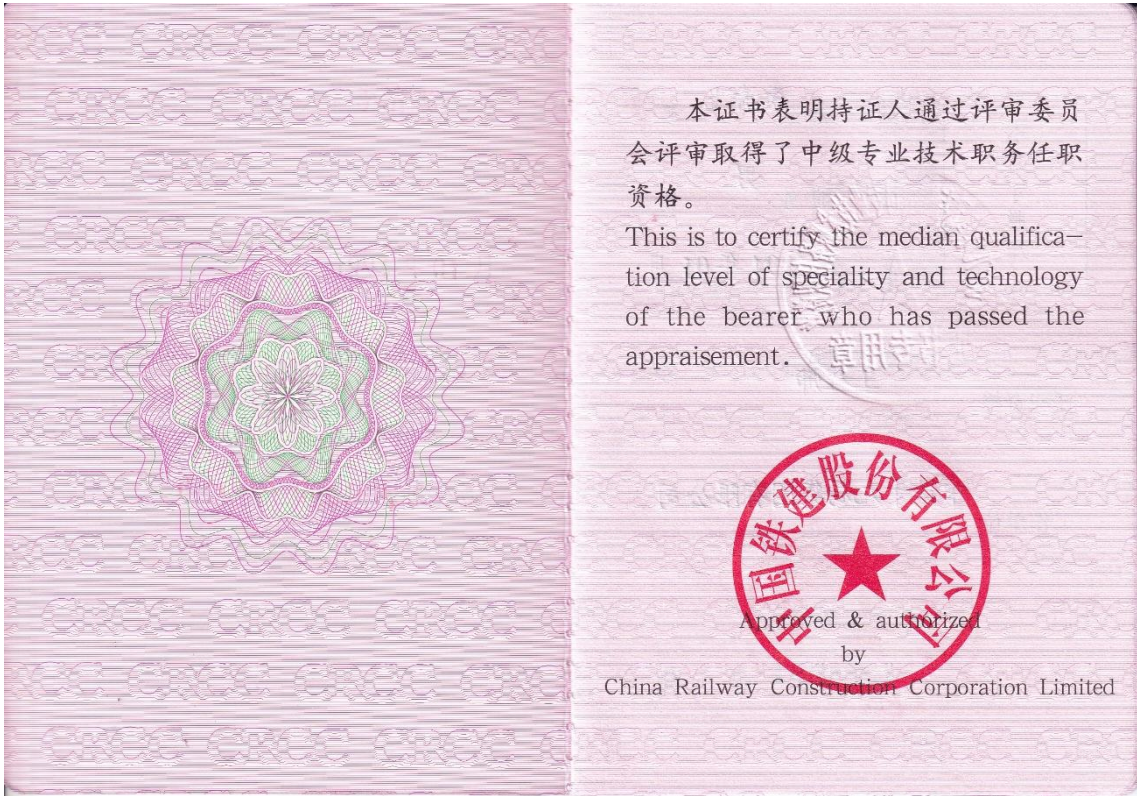 本证书表明持证人通过评审委员
会评审取得了中级专业技术职务任职
资格。
This is to certify the median qualifica–
tion level of speciality and technology
of the bearer who has passed the
appraisement.
中国铁建股份有限公司
Approved & authorized
by
China Railway Construction Corporation Limited